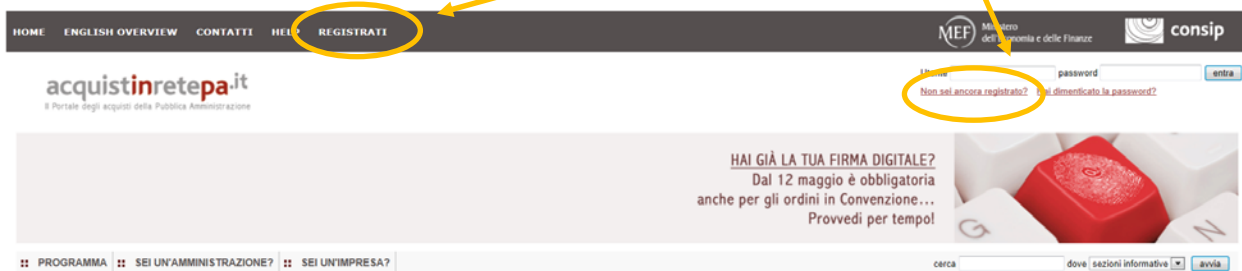 HOME ENGLISH OVERVIEW CONTATTI HELP REGISTRATI
MEF Ministero
dell'Economia e delle Finanze
consip
acquistinretepa.it
Il Portale degli acquisti della Pubblica Amministrazione
Utente password entra
Non sei ancora registrato? Hai dimenticato la password?
HAI GIÀ LA TUA FIRMA DIGITALE?
Dal 12 maggio è obbligatoria
anche per gli ordini in Convenzione...
Provvedi per tempo!
G N
PROGRAMMA SEI UN'AMMINISTRAZIONE? SEI UN'IMPRESA?
cerca dove sezioni informative avvia